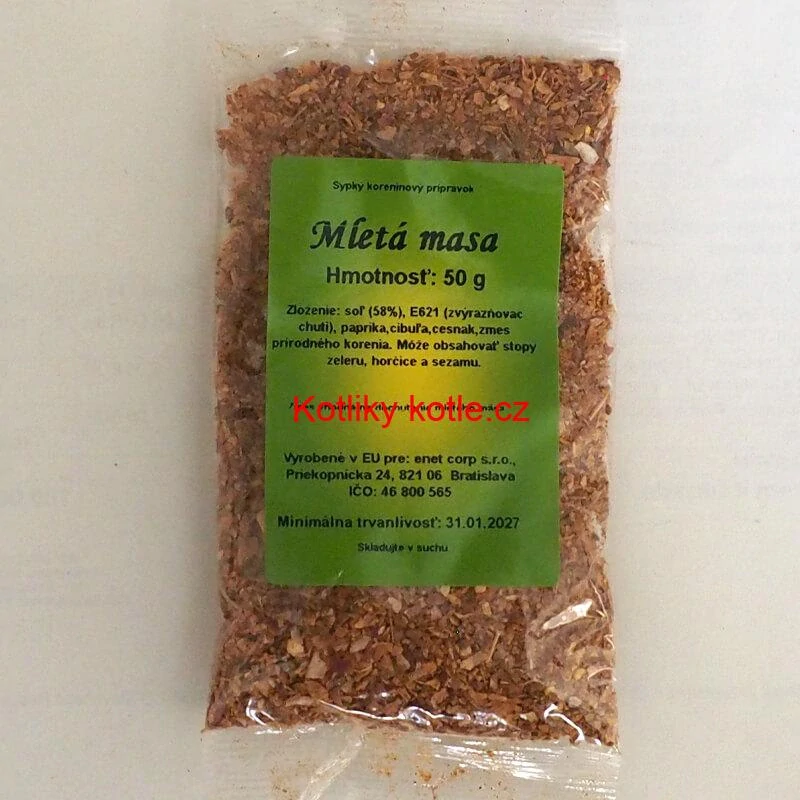 Sypký koreninový prípravok
Mletá masa
Hmotnosť: 50 g
Zloženie: soľ (58%), E621 (zvýrazňovač
chuti), paprika,cibuľa,cesnak,zmes
prírodného korenia. Môže obsahovať stopy
zeleru, horčice a sezamu.
Kotliky-kotle.cz
Vyrobené v EU pre: enet corp s.r.o.,
Priekopnícka 24, 821 06 Bratislava
IČO: 46 800 565
Minimálna trvanlivosť: 31.01.2027
Skladujte v suchu